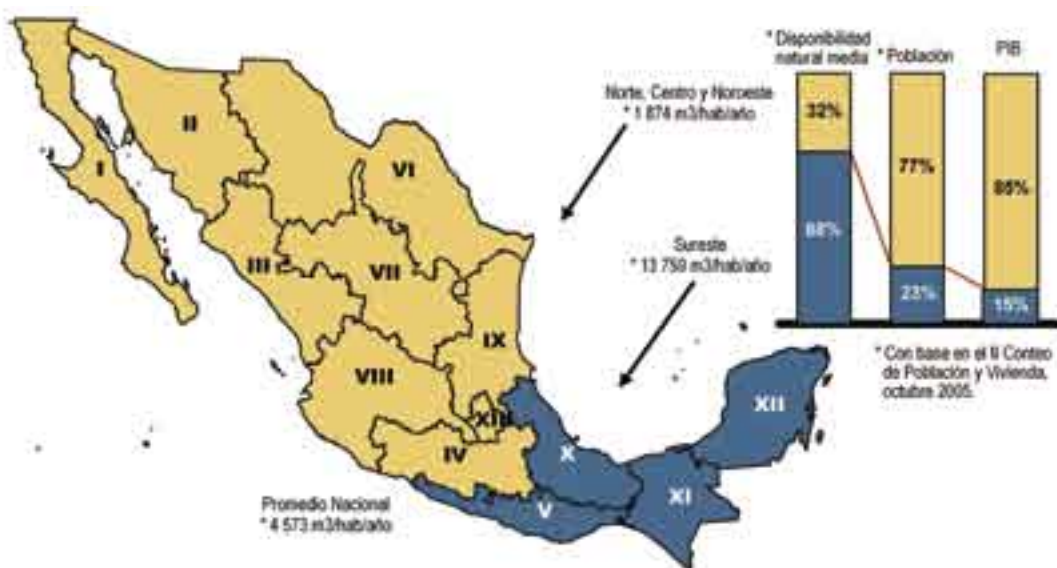 * Disponibilidad
natural media
* Población
PIB
Norte, Centro y Noroeste
* 1 874 m3/hab/año
32%
77%
85%
68%
23%
15%
Sureste
* 13 759 m3/hab/año
* Con base en el II Conteo
de Población y Vivienda,
octubre 2005.
I
II
VI
III
VII
IX
VIII
XIII
IV
X
V
XI
XII
Promedio Nacional
* 4 573 m3/hab/año